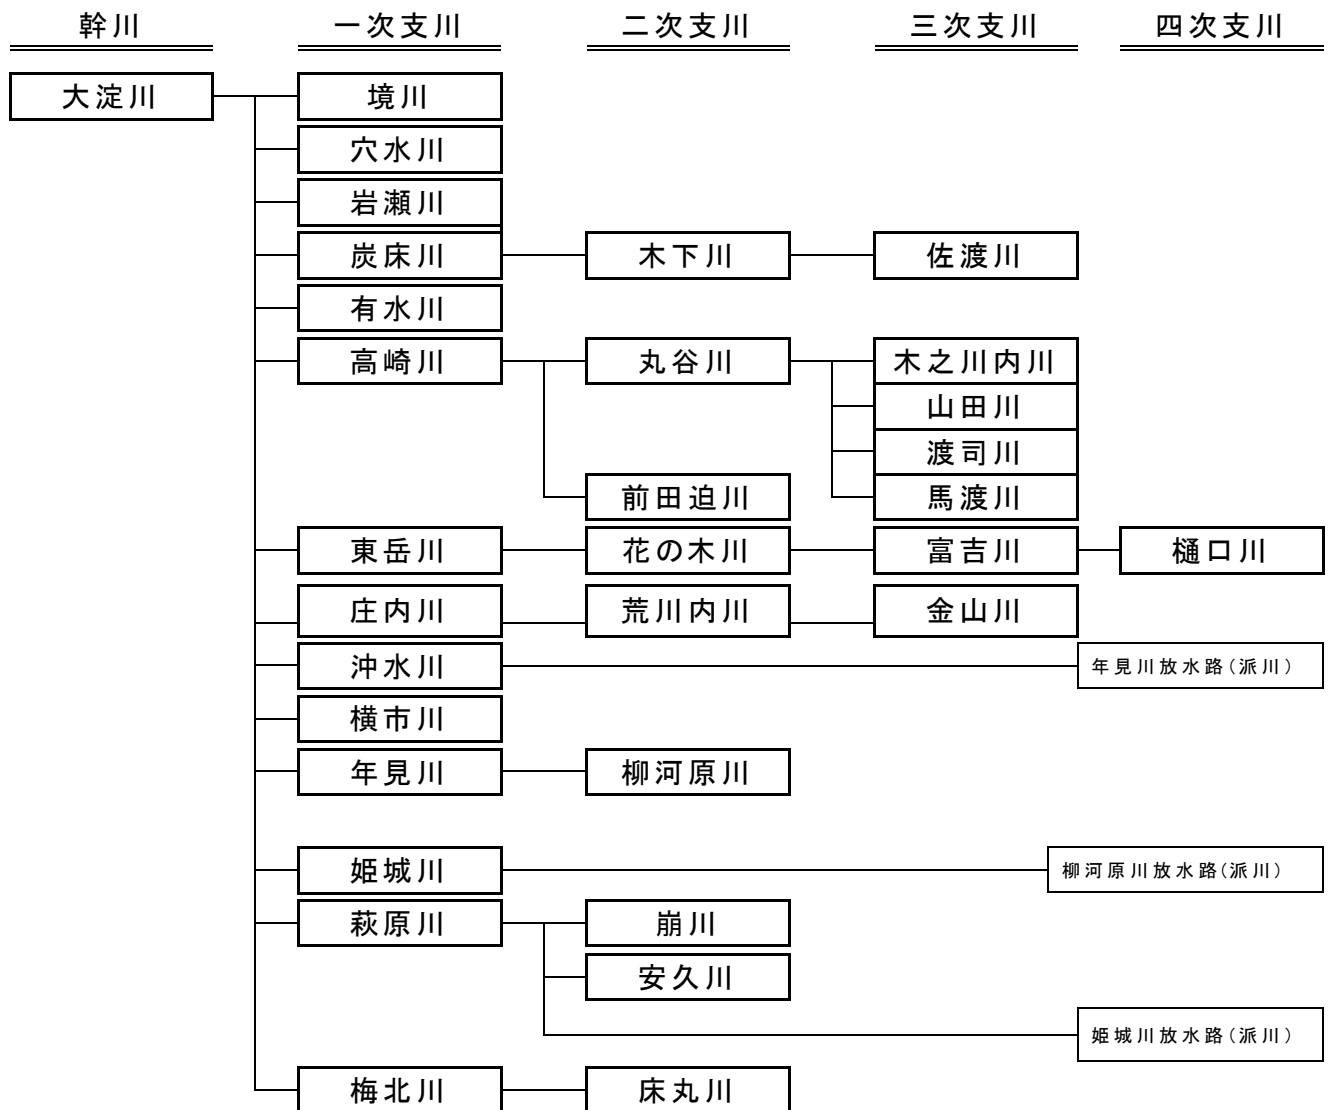 幹川 一次支川 二次支川 三次支川 四次支川
大淀川 境川
穴水川
岩瀬川
炭床川 木下川 佐渡川
有水川
高崎川 丸谷川 木之川内川
山田川
渡司川
前田迫川 馬渡川
東岳川 花の木川 富吉川 樋口川
庄内川 荒川内川 金山川
沖水川 年見川放水路(派川)
横市川
年見川 柳河原川
姫城川 柳河原川放水路(派川)
萩原川 崩川
安久川
姫城川放水路(派川)
梅北川 床丸川